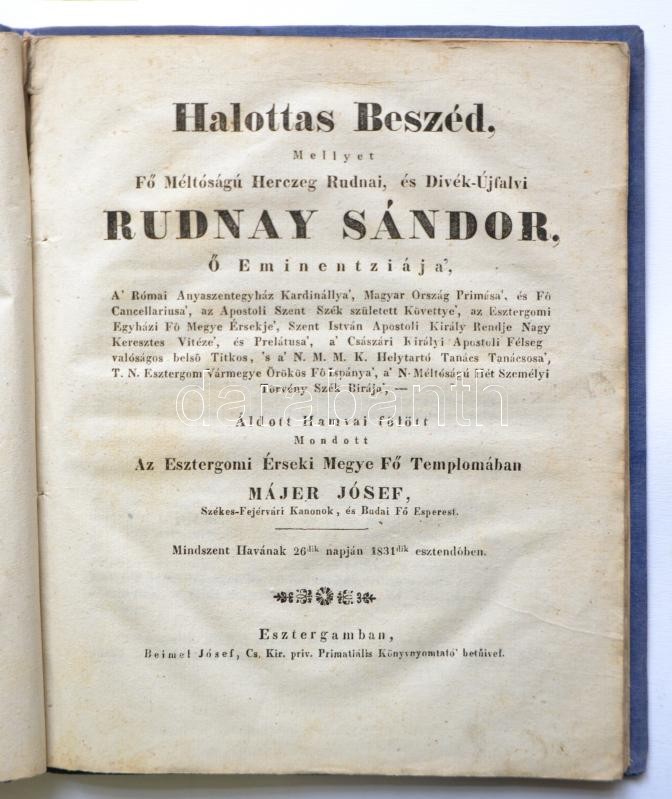 Halottas Beszéd,
Mellyet
Fő Méltóságú Herczeg Rudnai, és Divék-Újfalvi
RUDNAY SÁNDOR,
Ő Eminentziája',
A' Római Anyaszentegyház Kardinállya', Magyar Ország Primása', és Fő
Cancellariusa', az Apostoli Szent Szék született Követtye', az Esztergomi
Egyházi Fő Megye Érsekje', Szent István Apostoli Király Rendje Nagy
Keresztes Vitéze', és Prelátusa', a' Császári Királyi Apostoli Félseg
valóságos belső Titkos, 's a' N. M. M. K. Helytartó Tanács Tanácsosa',
T. N. Esztergom Vármegye Örökös Fő Ispánya', a' N. Méltóságú Hét Személyi
Törvény Szék Birája', —
Áldott Hamvai fölött
Mondott
Az Esztergomi Érseki Megye Fő Templomában
MÁJER JÓSEF,
Székes-Fejérvári Kanonok, és Budai Fő Esperest.
Mindszent Havának 26dik napján 1831dik esztendőben.
Esztergamban,
Beimel Jósef, Cs. Kir. priv. Primatiális Könyvnyomtató' betűivel.
darabanth